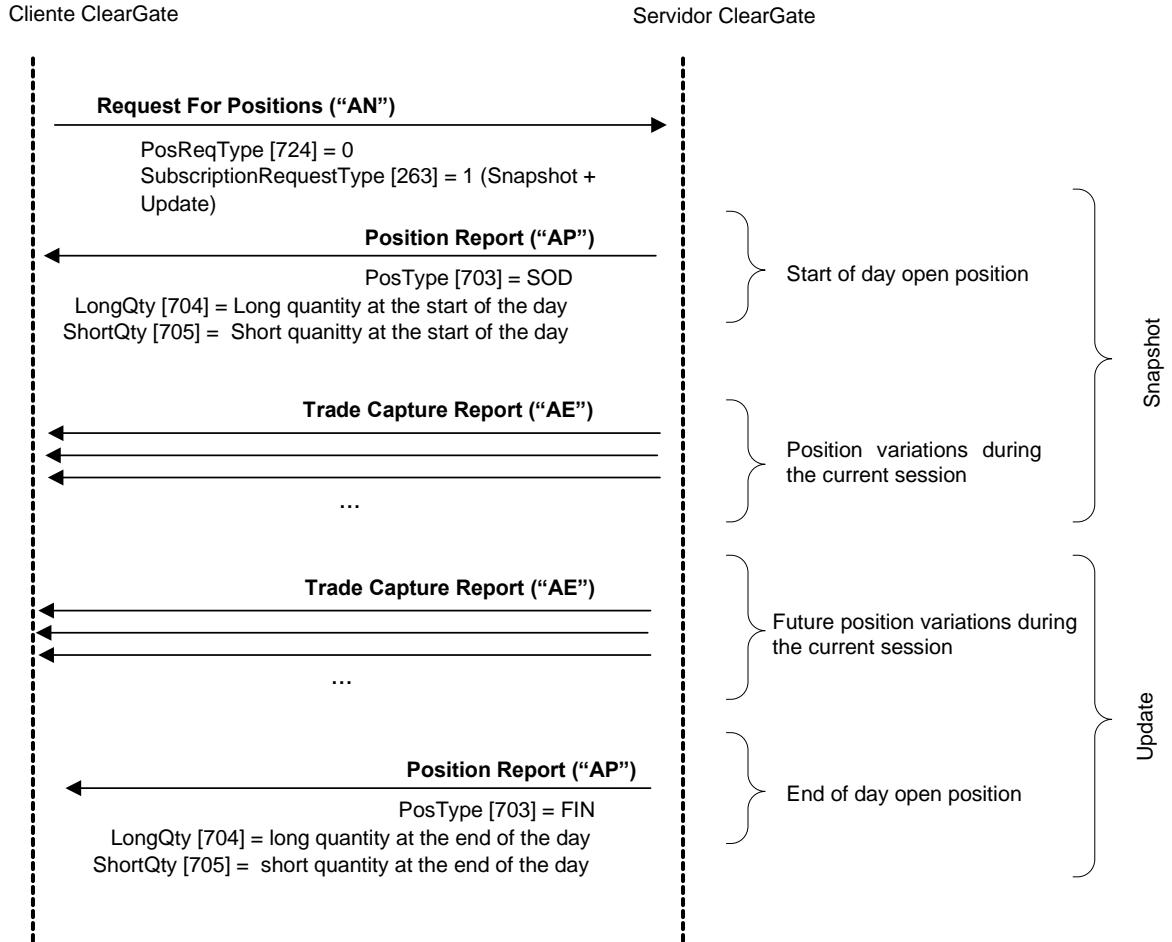 Cliente ClearGate
Servidor ClearGate
Request For Positions (“AN”)
PosReqType [724] = 0
SubscriptionRequestType [263] = 1 (Snapshot +
Update)
Position Report (“AP”)
PosType [703] = SOD
LongQty [704] = Long quantity at the start of the day
ShortQty [705] = Short quanitty at the start of the day
Start of day open position
Trade Capture Report (“AE”)
...
Position variations during
the current session
Snapshot
Trade Capture Report (“AE”)
...
Future position variations during
the current session
Position Report (“AP”)
PosType [703] = FIN
LongQty [704] = long quantity at the end of the day
ShortQty [705] = short quantity at the end of the day
End of day open position
Update